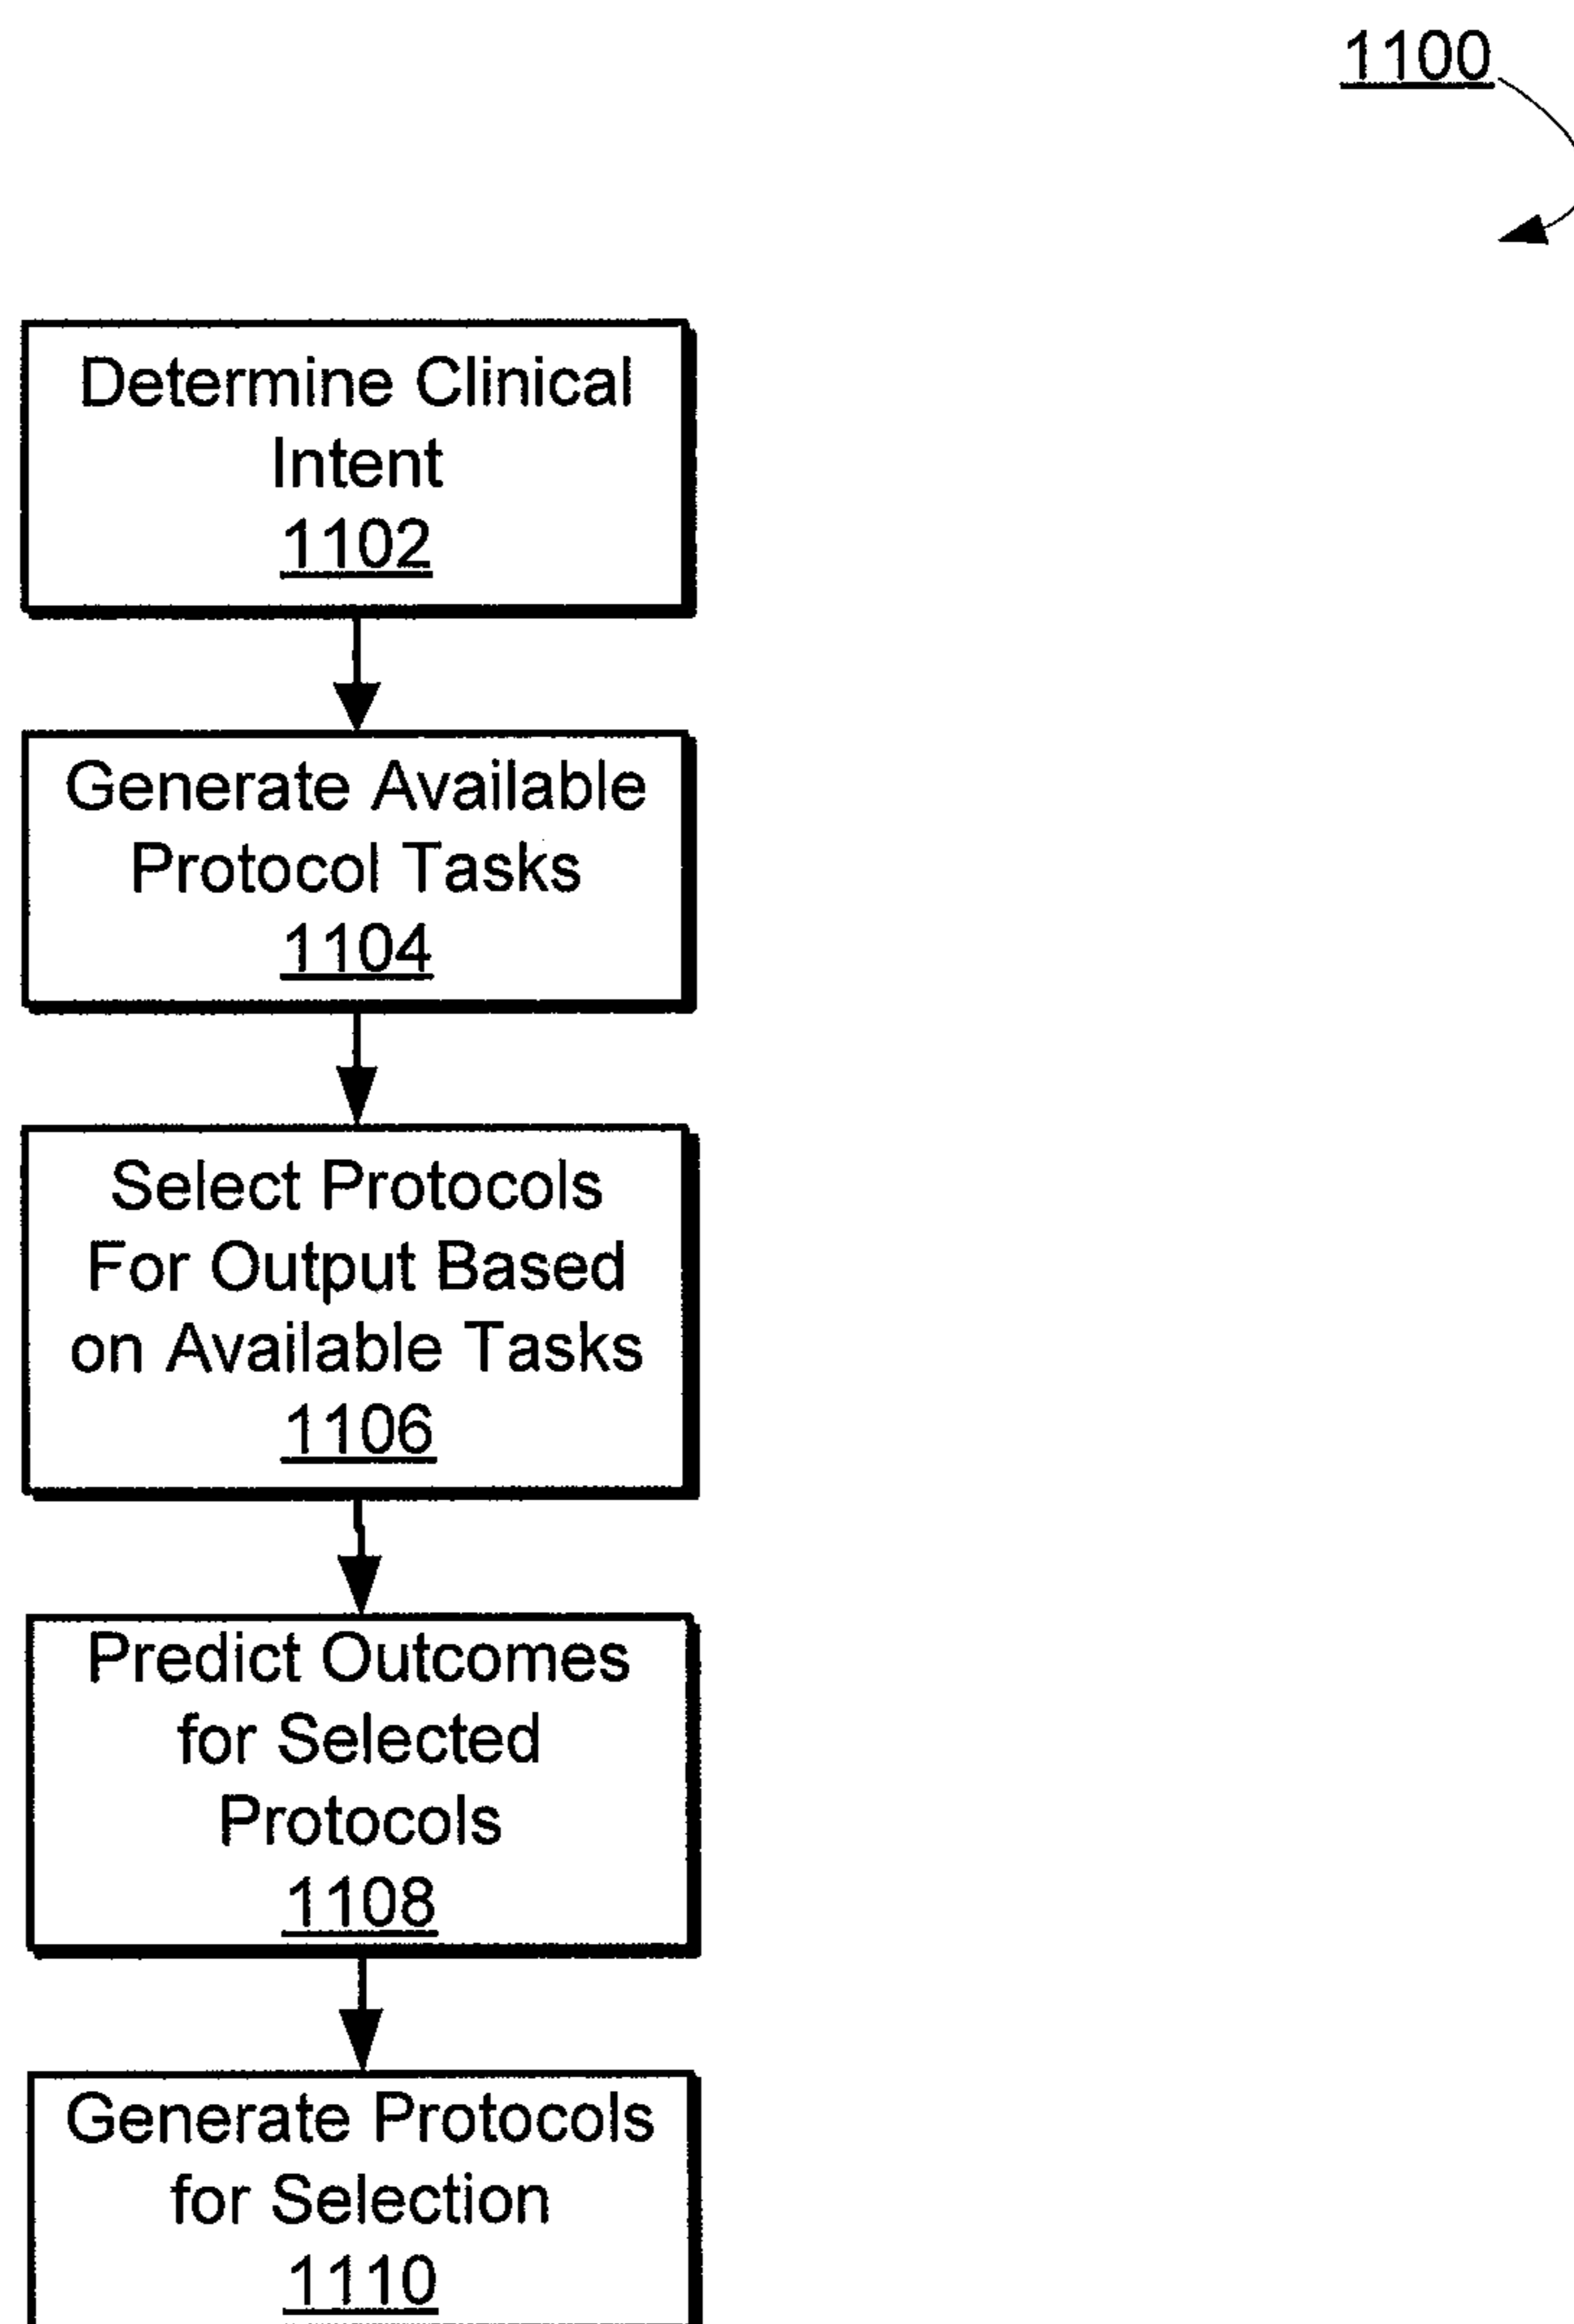 1100
Determine Clinical
Intent
1102
Generate Available
Protocol Tasks
1104
Select Protocols
For Output Based
on Available Tasks
1106
Predict Outcomes
for Selected
Protocols
1108
Generate Protocols
for Selection
1110